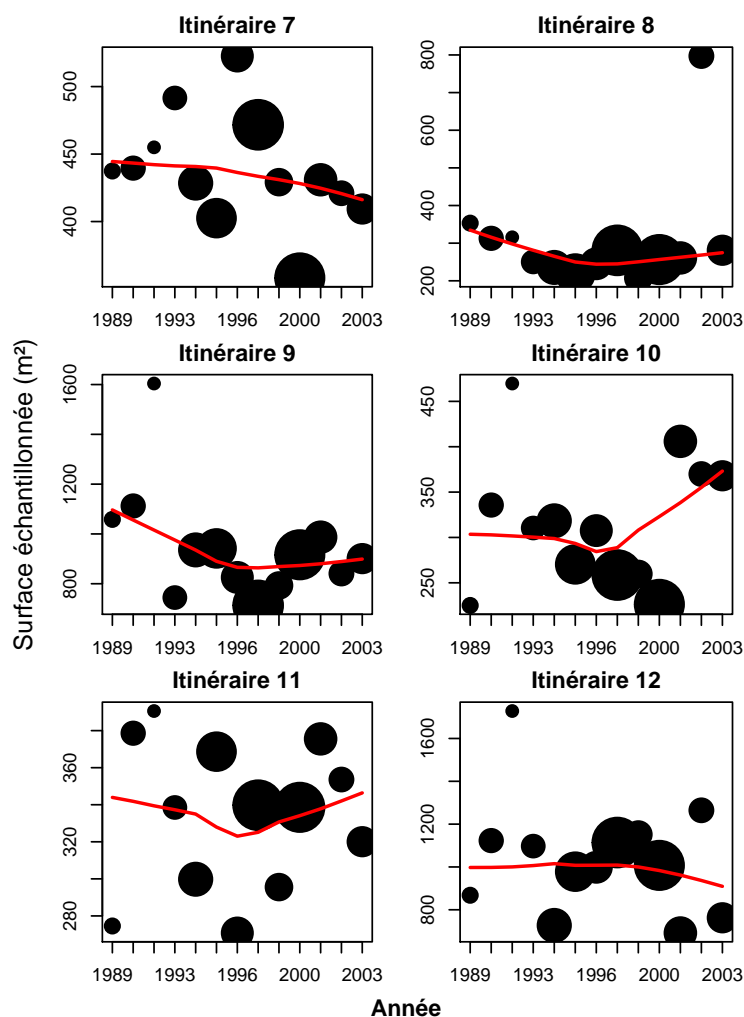 Itinéraire 7
Itinéraire 8
400 450 500
200 400 600 800
1989 1993 1996 2000 2003
1989 1993 1996 2000 2003
Itinéraire 9
Itinéraire 10
Surface échantillonnée (m²)
800 1200 1600
250 350 450
1989 1993 1996 2000 2003
1989 1993 1996 2000 2003
Itinéraire 11
Itinéraire 12
280 320 360
800 1200 1600
1989 1993 1996 2000 2003
1989 1993 1996 2000 2003
Année